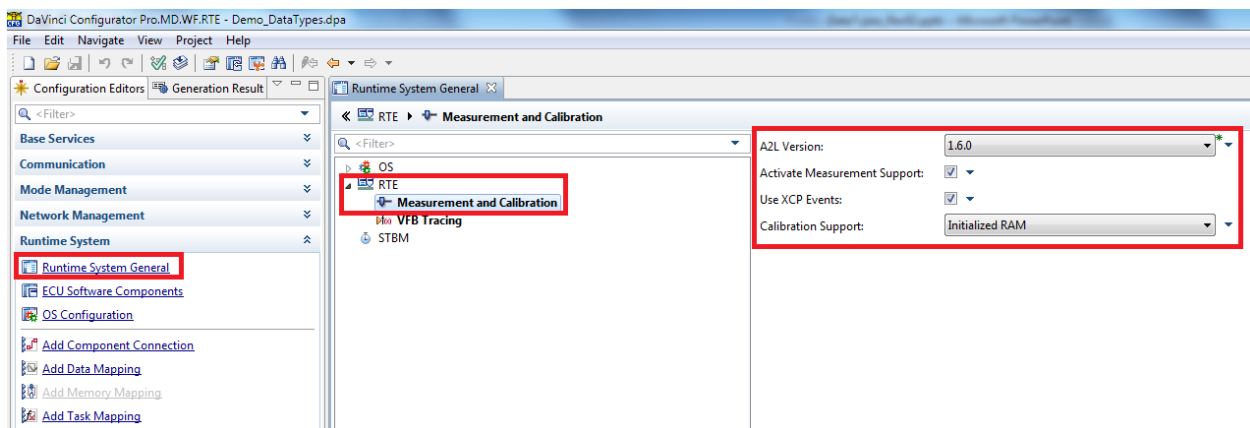 DaVinci Configurator Pro.MD.WF.RTE - Demo_DataTypes.dpa
File Edit Navigate View Project Help
Configuration Editors Generation Result
Runtime System General
<Filter>
RTE Measurement and Calibration
Base Services
<Filter>
A2L Version: 1.6.0
Communication
OS
Activate Measurement Support:
RTE
Mode Management
Measurement and Calibration
Use XCP Events:
Network Management
VFB Tracing
Calibration Support: Initialized RAM
Runtime System
STBM
Runtime System General
ECU Software Components
OS Configuration
Add Component Connection
Add Data Mapping
Add Memory Mapping
Add Task Mapping